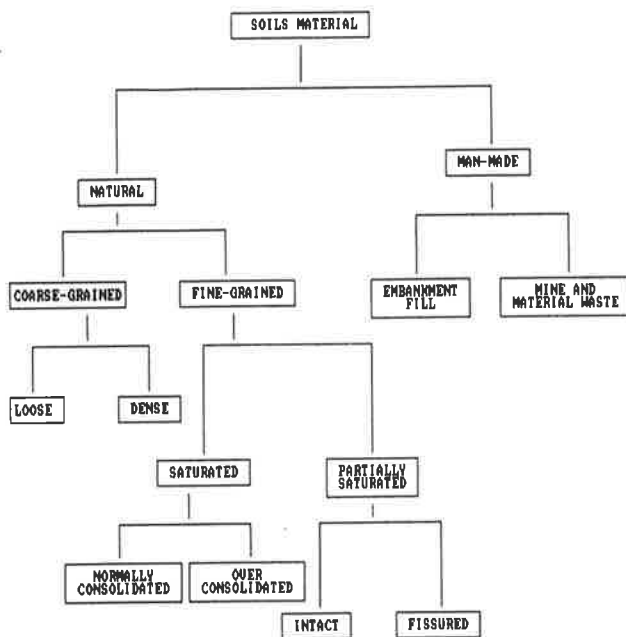 SOILS MATERIAL
MAN-MADE
NATURAL
COARSE-GRAINED
FINE-GRAINED
EMBANKMENT
FILL
MINE AND
MATERIAL WASTE
LOOSE
DENSE
SATURATED
PARTIALLY
SATURATED
NORMALLY
CONSOLIDATED
OVER
CONSOLIDATED
INTACT
FISSURED